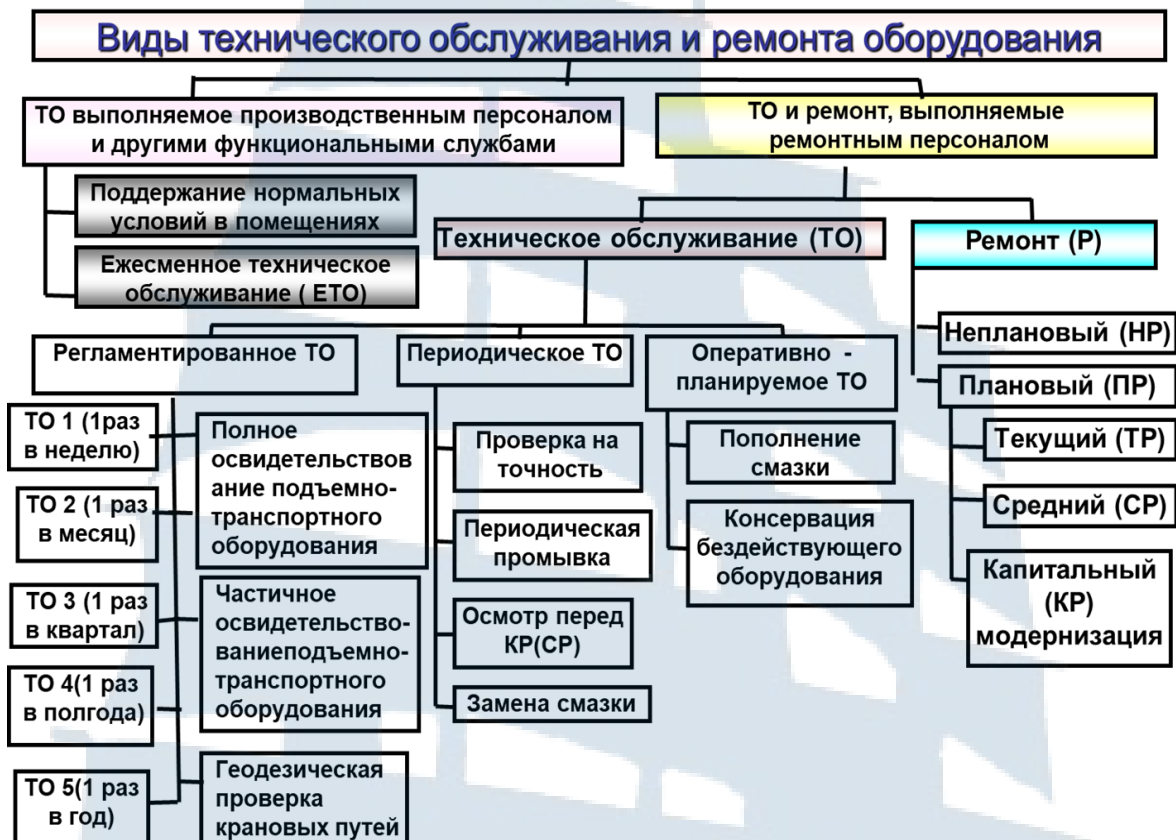 Виды технического обслуживания и ремонта оборудования
ТО выполняемое производственным персоналом
и другими функциональными службами
ТО и ремонт, выполняемые
ремонтным персоналом
Поддержание нормальных
условий в помещениях
Ежесменное техническое
обслуживание ( ЕТО)
Техническое обслуживание (ТО)
Ремонт (Р)
Регламентированное ТО
Периодическое ТО
Оперативно -
планируемое ТО
Неплановый (НР)
Плановый (ПР)
Текущий (ТР)
Средний (СР)
Капитальный
(КР)
модернизация
ТО 1 (1раз
в неделю)
ТО 2 (1 раз
в месяц)
ТО 3 (1 раз
в квартал)
ТО 4(1 раз
в полгода)
ТО 5(1 раз
в год)
Полное
освидетельствов
ание подъемно-
транспортного
оборудования
Частичное
освидетельство-
ваниеподъемно-
транспортного
оборудования
Геодезическая
проверка
крановых путей
Проверка на
точность
Периодическая
промывка
Осмотр перед
КР(СР)
Замена смазки
Пополнение
смазки
Консервация
бездействующего
оборудования